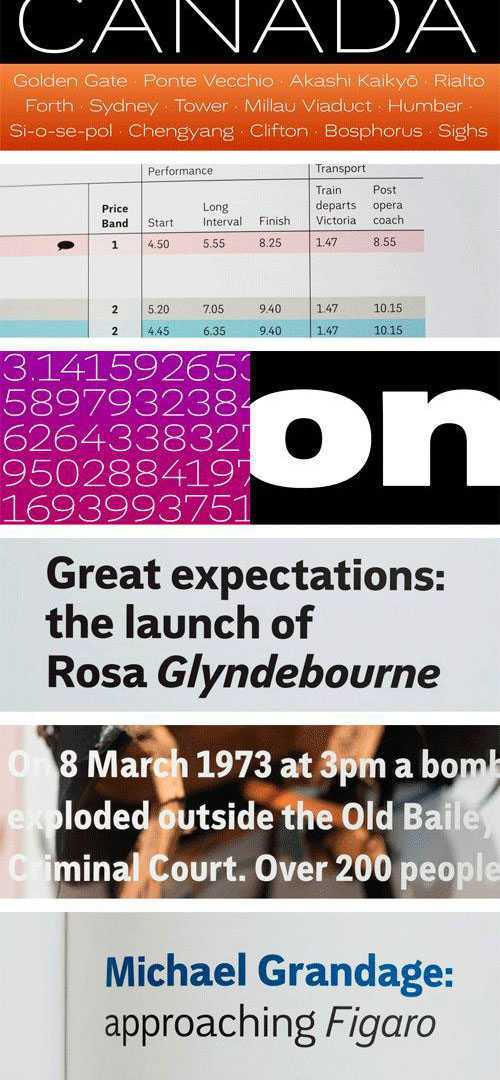 CANADA
Golden Gate · Ponte Vecchio · Akashi Kaikyō · Rialto
Forth · Sydney · Tower · Millau Viaduct · Humber ·
Si-o-se-pol · Chengyang · Clifton · Bosphorus · Sighs
Performance Transport
Train Post
Price Long departs opera
Band Start Interval Finish Victoria coach
1 4.50 5.55 8.25 1.47 8.55
2 5.20 7.05 9.40 1.47 10.15
2 4.45 6.35 9.40 1.47 10.15
3.141592653
5897932384
6264338327
9502884197
1693993751
on
Great expectations:
the launch of
Rosa Glyndebourne
On 8 March 1973 at 3pm a bomb
exploded outside the Old Bailey
Criminal Court. Over 200 people
Michael Grandage:
approaching Figaro